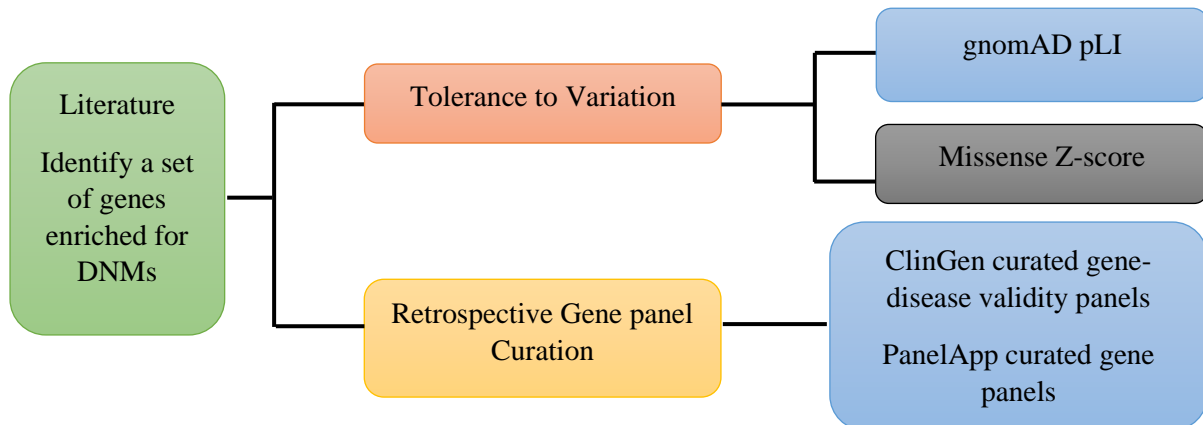 Literature
Identify a set
of genes
enriched for
DNMs
Tolerance to Variation
gnomAD pLI
Missense Z-score
Retrospective Gene panel
Curation
ClinGen curated gene-
disease validity panels
PanelApp curated gene
panels